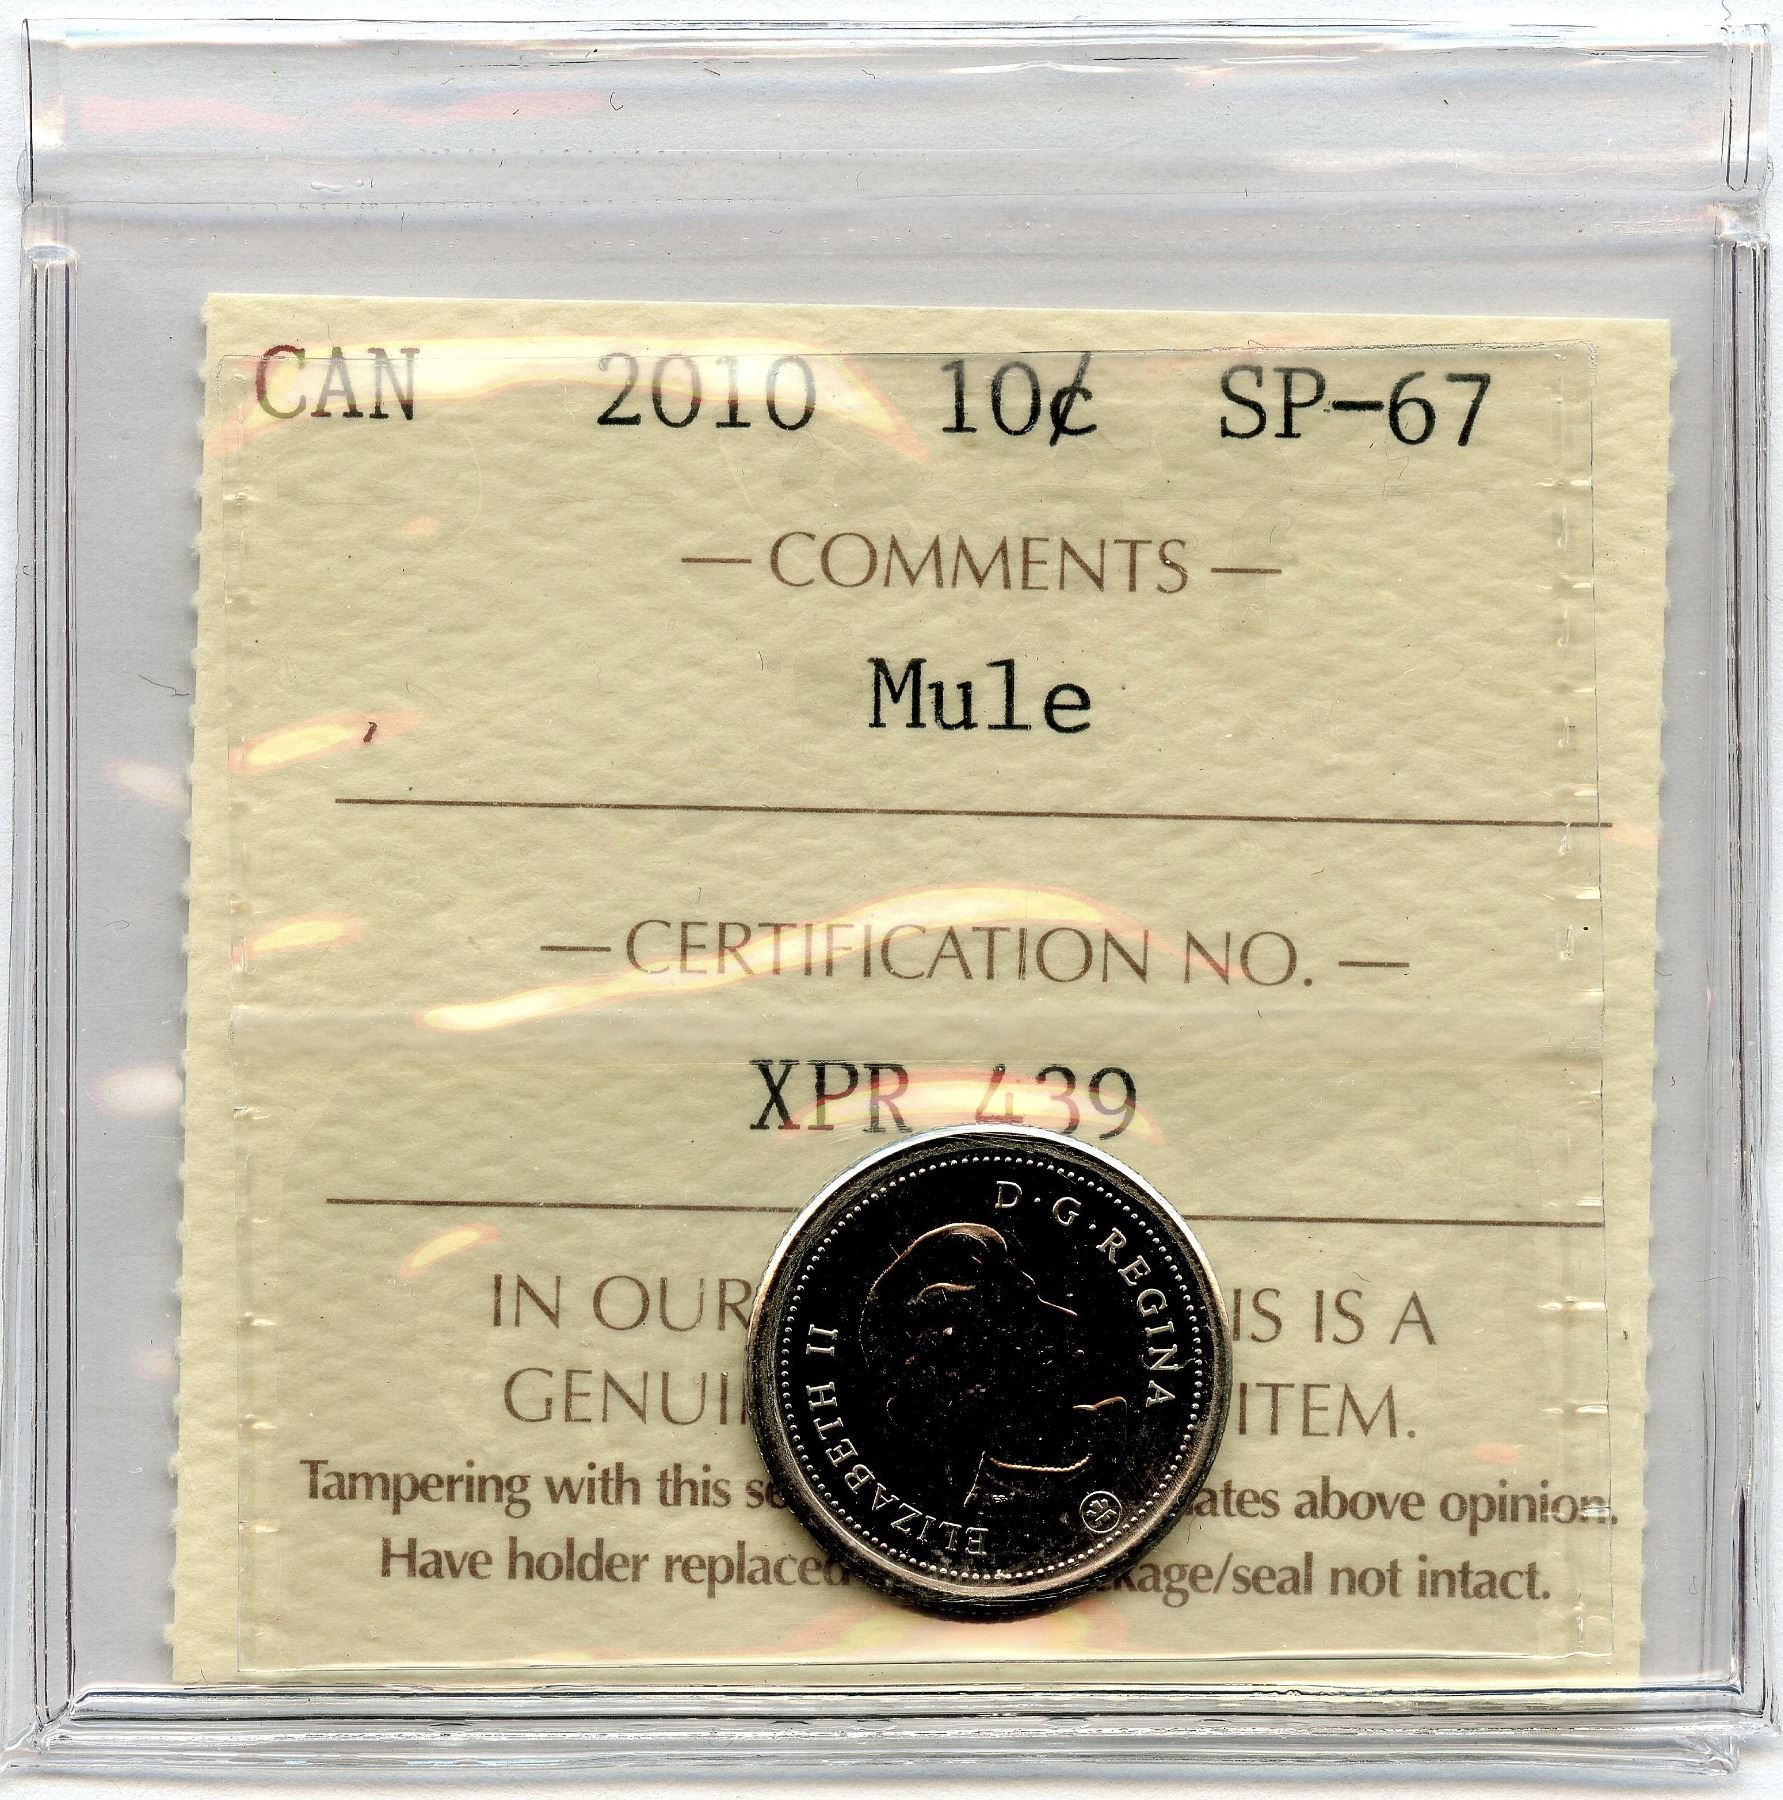 CAN 2010 10¢ SP-67
— COMMENTS —
Mule
— CERTIFICATION NO. —
XPR 439
IN OUR IS IS A
GENUI ITEM.
Tampering with this se ates above opinion.
Have holder replaced kage/seal not intact.
ELIZABETH II D·G·REGINA